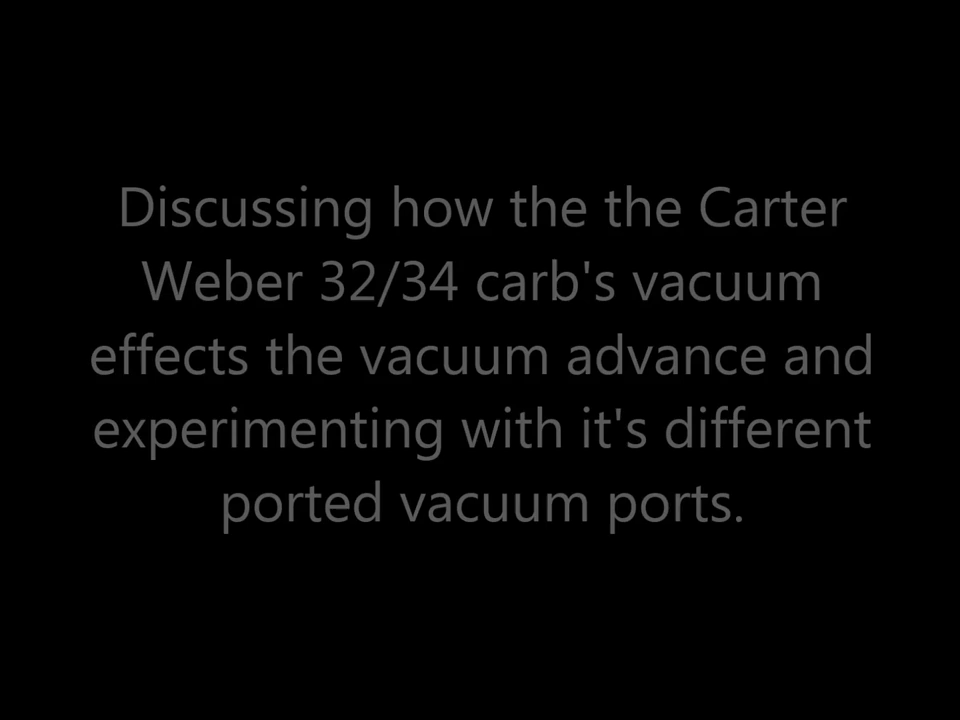 Discussing how the the Carter
Weber 32/34 carb's vacuum
effects the vacuum advance and
experimenting with it's different
ported vacuum ports.